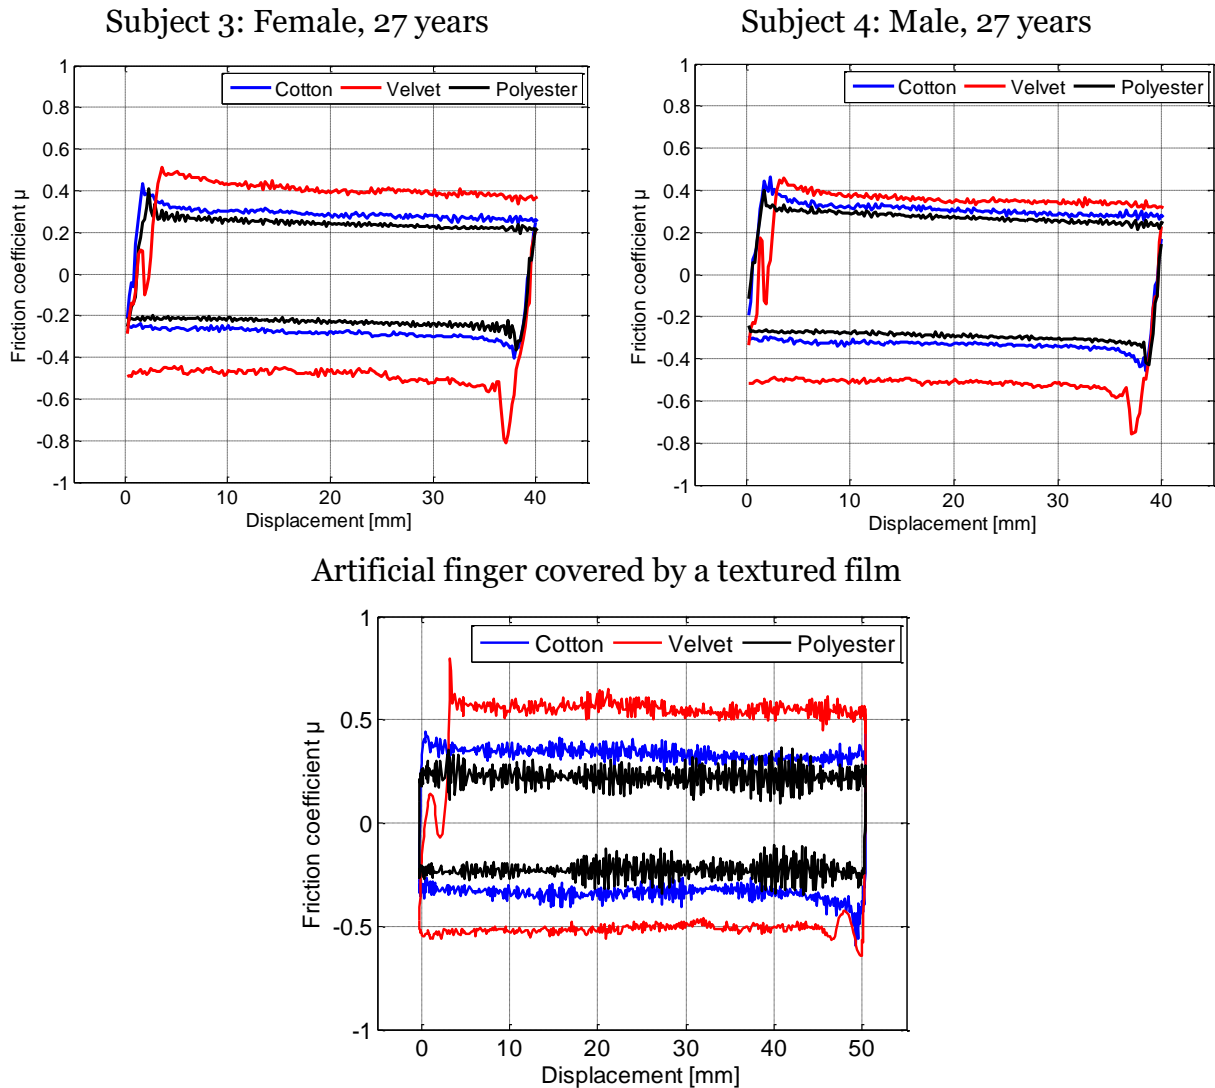 Subject 3: Female, 27 years
Subject 4: Male, 27 years
Cotton Velvet Polyester
1
0.8
0.6
0.4
0.2
0
-0.2
-0.4
-0.6
-0.8
-1
Friction coefficient μ
0 10 20 30 40
Displacement [mm]
Cotton Velvet Polyester
1
0.8
0.6
0.4
0.2
0
-0.2
-0.4
-0.6
-0.8
-1
Friction coefficient μ
0 10 20 30 40
Displacement [mm]
Artificial finger covered by a textured film
Cotton Velvet Polyester
1
0.5
0
-0.5
-1
Friction coefficient μ
0 10 20 30 40 50
Displacement [mm]